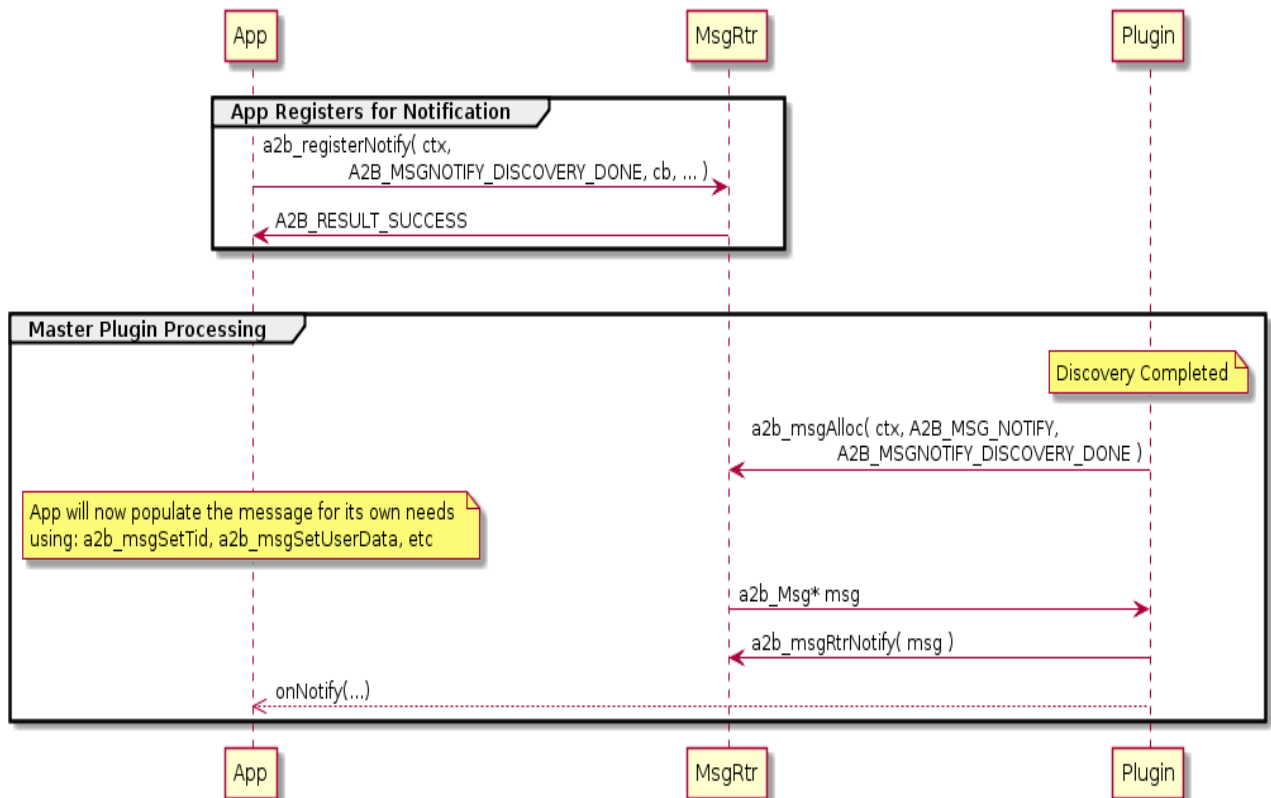 App
MsgRtr
Plugin
App Registers for Notification
a2b_registerNotify( ctx,
A2B_MSGNOTIFY_DISCOVERY_DONE, cb, ... )
A2B_RESULT_SUCCESS
Master Plugin Processing
Discovery Completed
a2b_msgAlloc( ctx, A2B_MSG_NOTIFY,
A2B_MSGNOTIFY_DISCOVERY_DONE )
App will now populate the message for its own needs
using: a2b_msgSetTid, a2b_msgSetUserData, etc
a2b_Msg* msg
a2b_msgRtrNotify( msg )
onNotify(...)
App
MsgRtr
Plugin